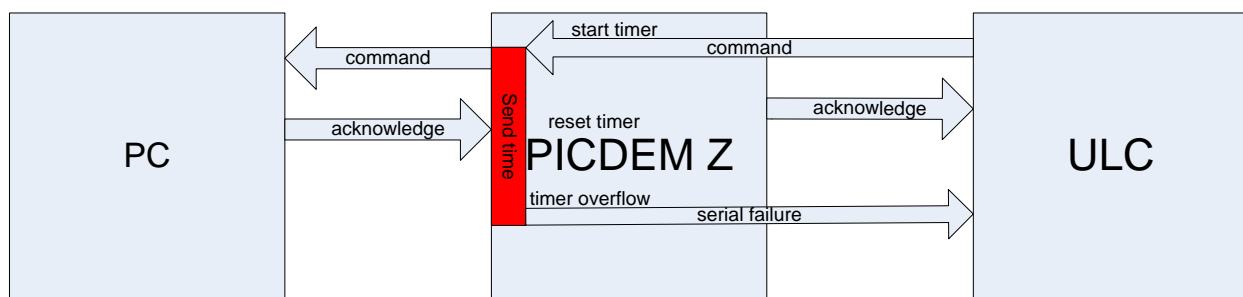 start timer
command
command
acknowledge
acknowledge
Send time
reset timer
PC
PICDEM Z
ULC
timer overflow
serial failure